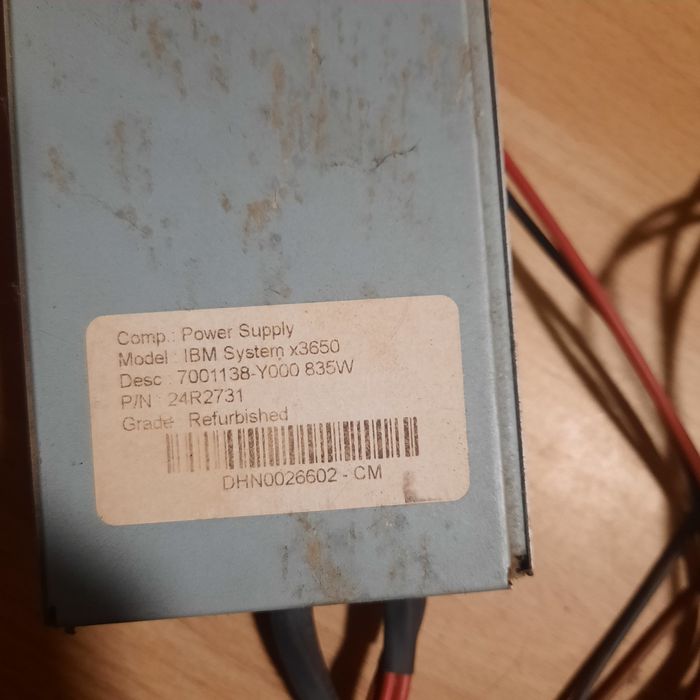 Comp.: Power Supply
Model : IBM System x3650
Desc : 7001138-Y000 835W
P/N : 24R2731
Grade : Refurbished
DHN0026602 - CM